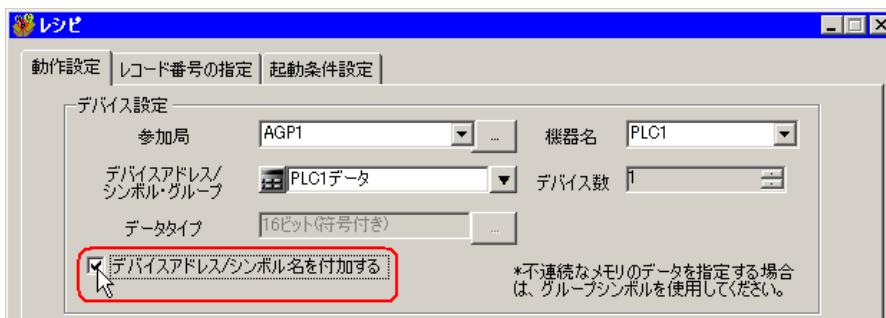 レシピ
動作設定 レコード番号の指定 起動条件設定
デバイス設定
参加局 AGP1 ... 機器名 PLC1
デバイスアドレス/
シンボル・グループ PLC1データ デバイス数 1
データタイプ 16ビット(符号付き) ...
デバイスアドレス/シンボル名を付加する
*不連続なメモリのデータを指定する場合
は、グループシンボルを使用してください。